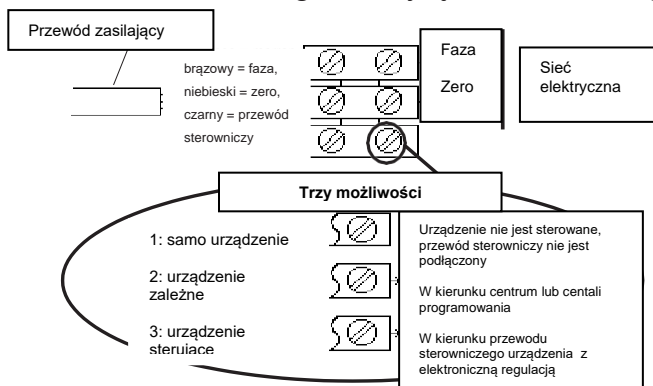 Przewód zasilający
brązowy = faza,
niebieski = zero,
czarny = przewód
sterowniczy
Faza
Zero
Sieć
elektryczna
Trzy możliwości
1: samo urządzenie
2: urządzenie
zależne
3: urządzenie
sterujące
Urządzenie nie jest sterowane,
przewód sterowniczy nie jest
podłączony
W kierunku centrum lub centali
programowania
W kierunku przewodu
sterowniczego urządzenia z
elektroniczną regulacją